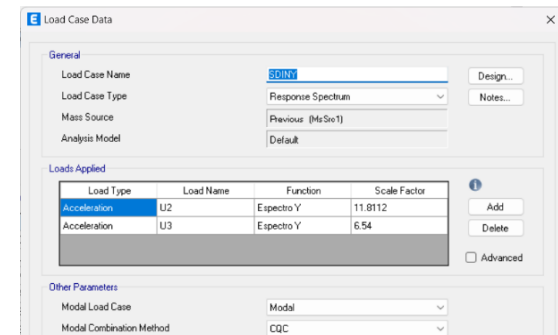 E Load Case Data
General
Load Case Name SDINY Design...
Load Case Type Response Spectrum Notes...
Mass Source Previous (MsSrc1)
Analysis Model Default
Loads Applied
Load Type Load Name Function Scale Factor
Acceleration U2 Espectro Y 11.8112 Add
Acceleration U3 Espectro Y 6.54 Delete
Advanced
Other Parameters
Modal Load Case Modal
Modal Combination Method CQC